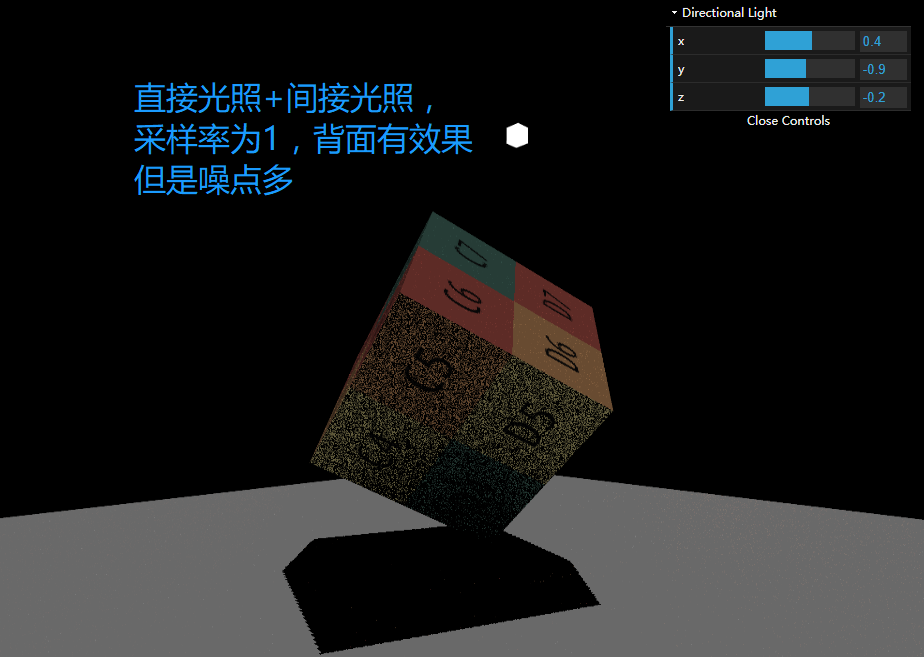 Directional Light
x 0.4
y -0.9
z -0.2
Close Controls
直接光照+间接光照，
采样率为1，背面有效果
但是噪点多
C7
D7
C6
D6
C5
D5
C4